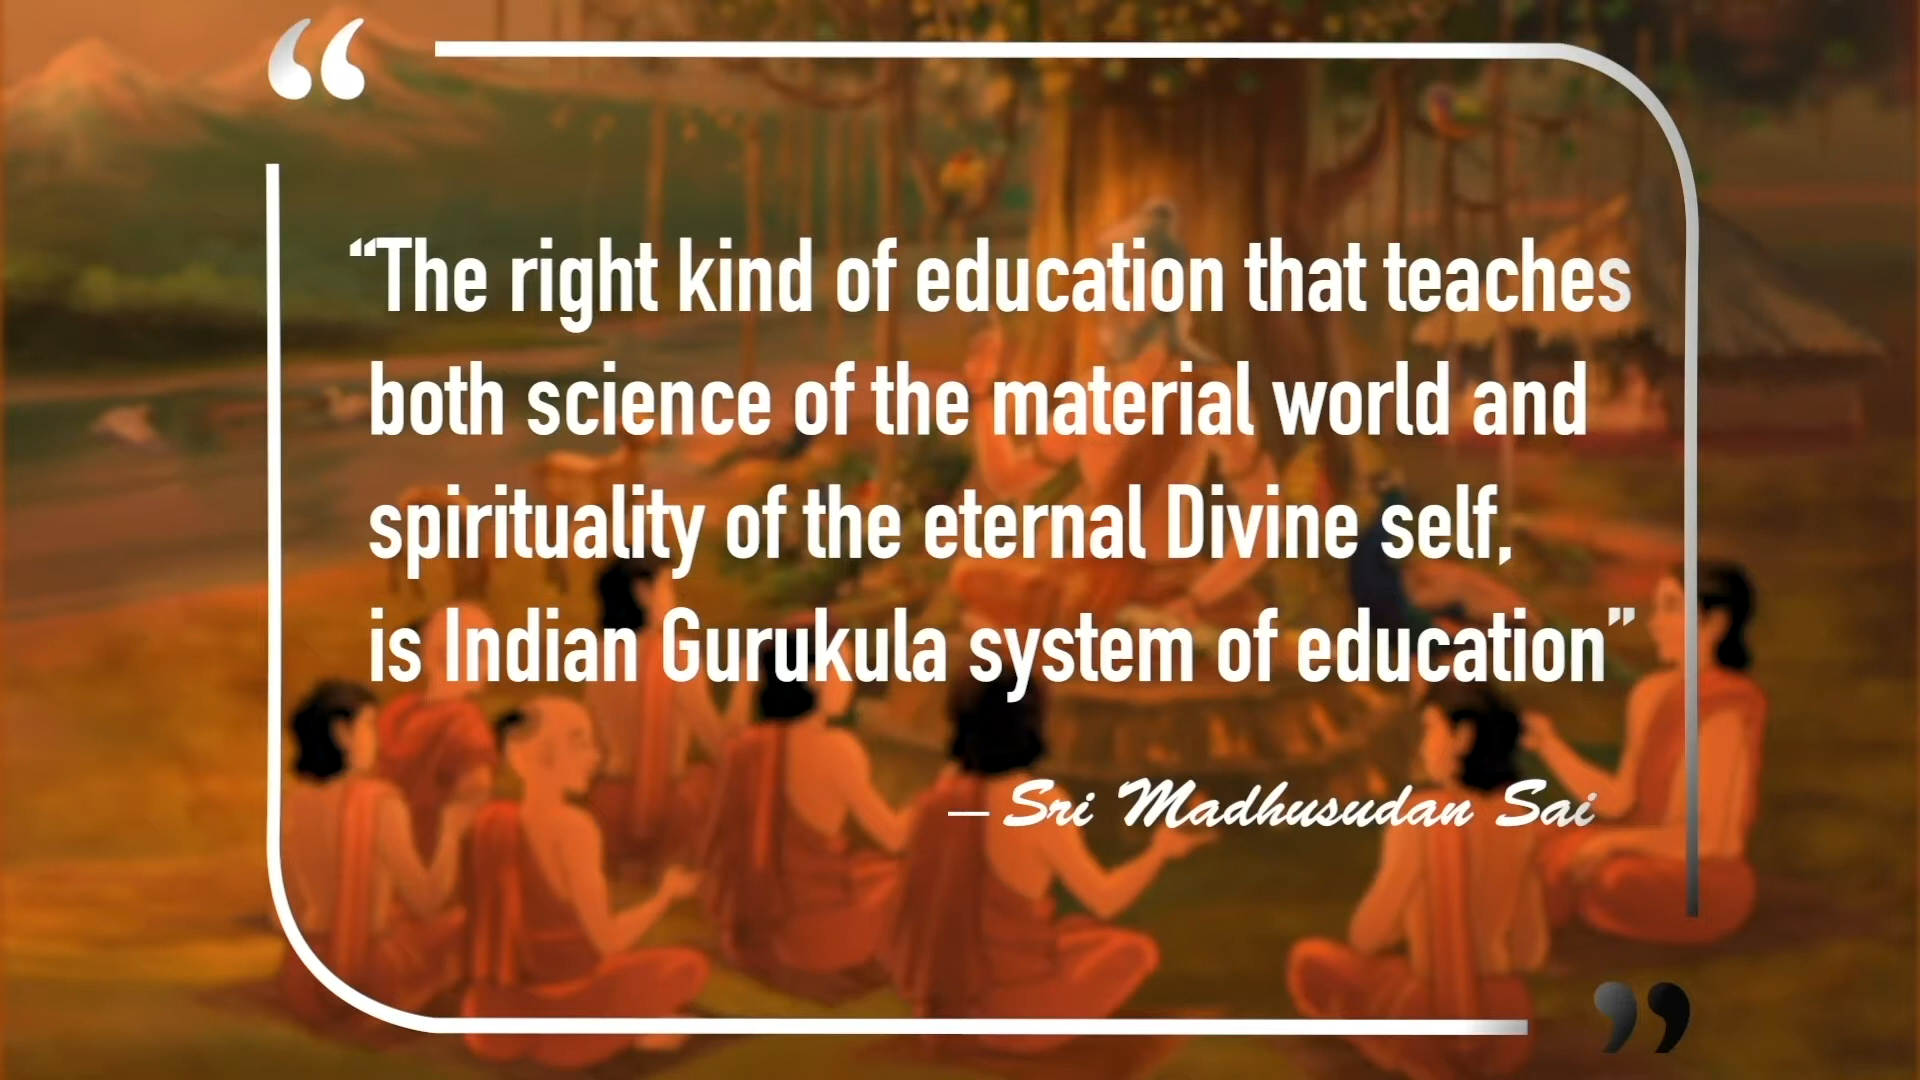 “The right kind of education that teaches
both science of the material world and
spirituality of the eternal Divine self,
is Indian Gurukula system of education”
— Sri Madhusudan Sai